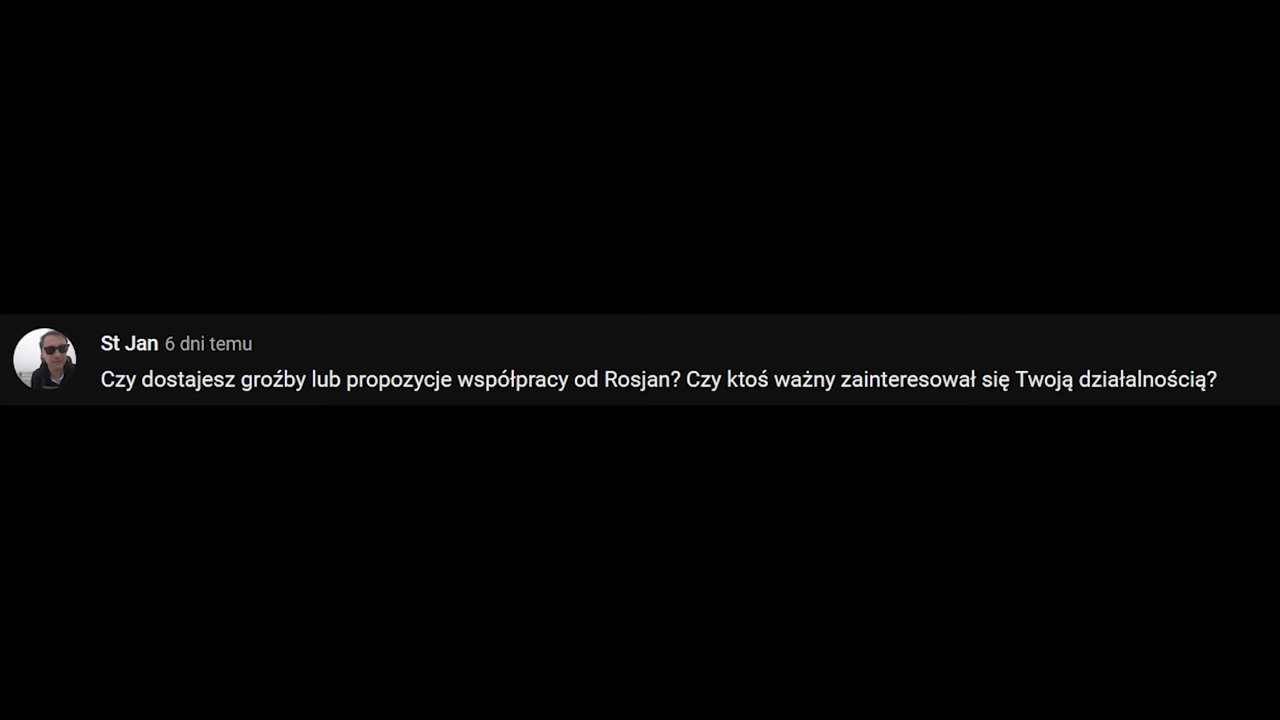 St Jan 6 dni temu
Czy dostajesz groźby lub propozycje współpracy od Rosjan? Czy ktoś ważny zainteresował się Twoją działalnością?